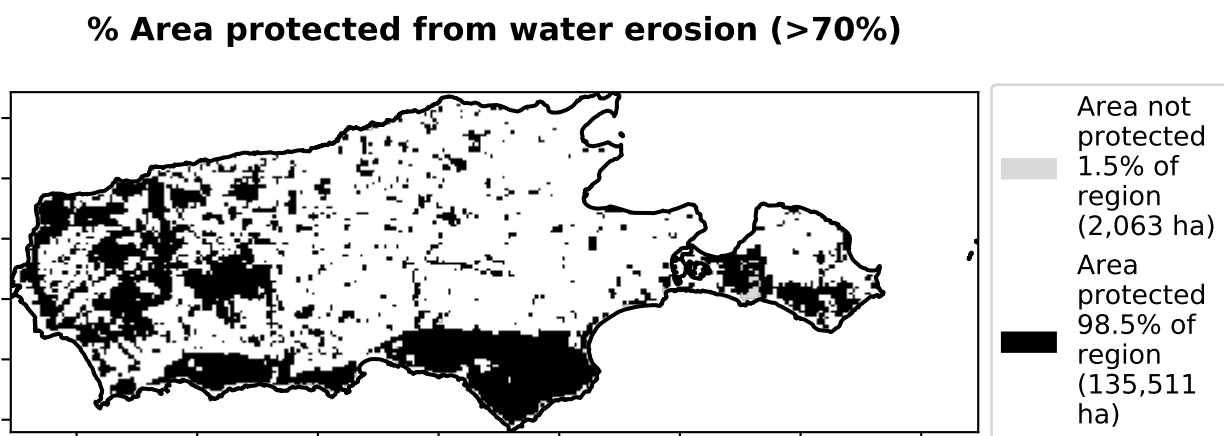 % Area protected from water erosion (>70%)
Area not
protected
1.5% of
region
(2,063 ha)
Area
protected
98.5% of
region
(135,511
ha)